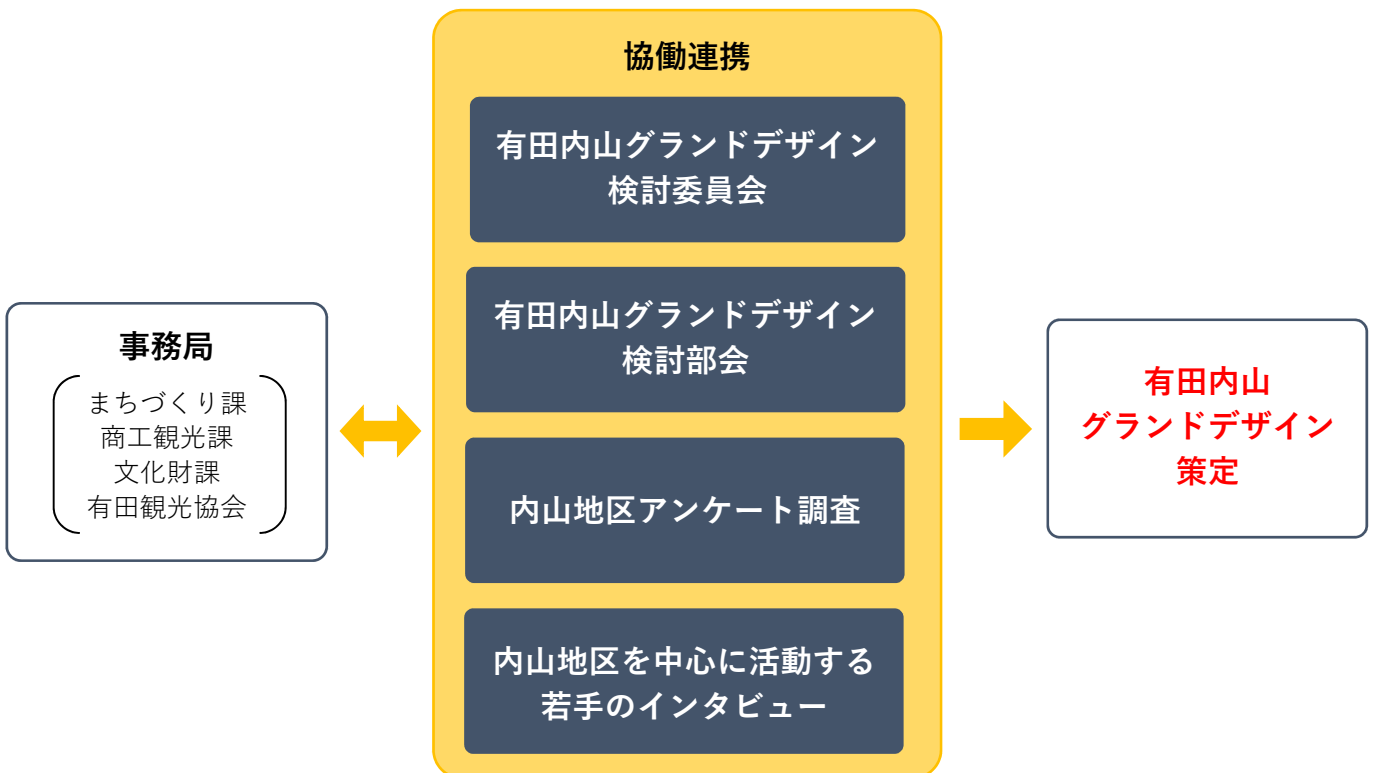 協働連携
有田内山グランドデザイン
検討委員会
有田内山グランドデザイン
検討部会
内山地区アンケート調査
内山地区を中心に活動する
若手のインタビュー
事務局
まちづくり課
商工観光課
文化財課
有田観光協会
有田内山
グランドデザイン
策定